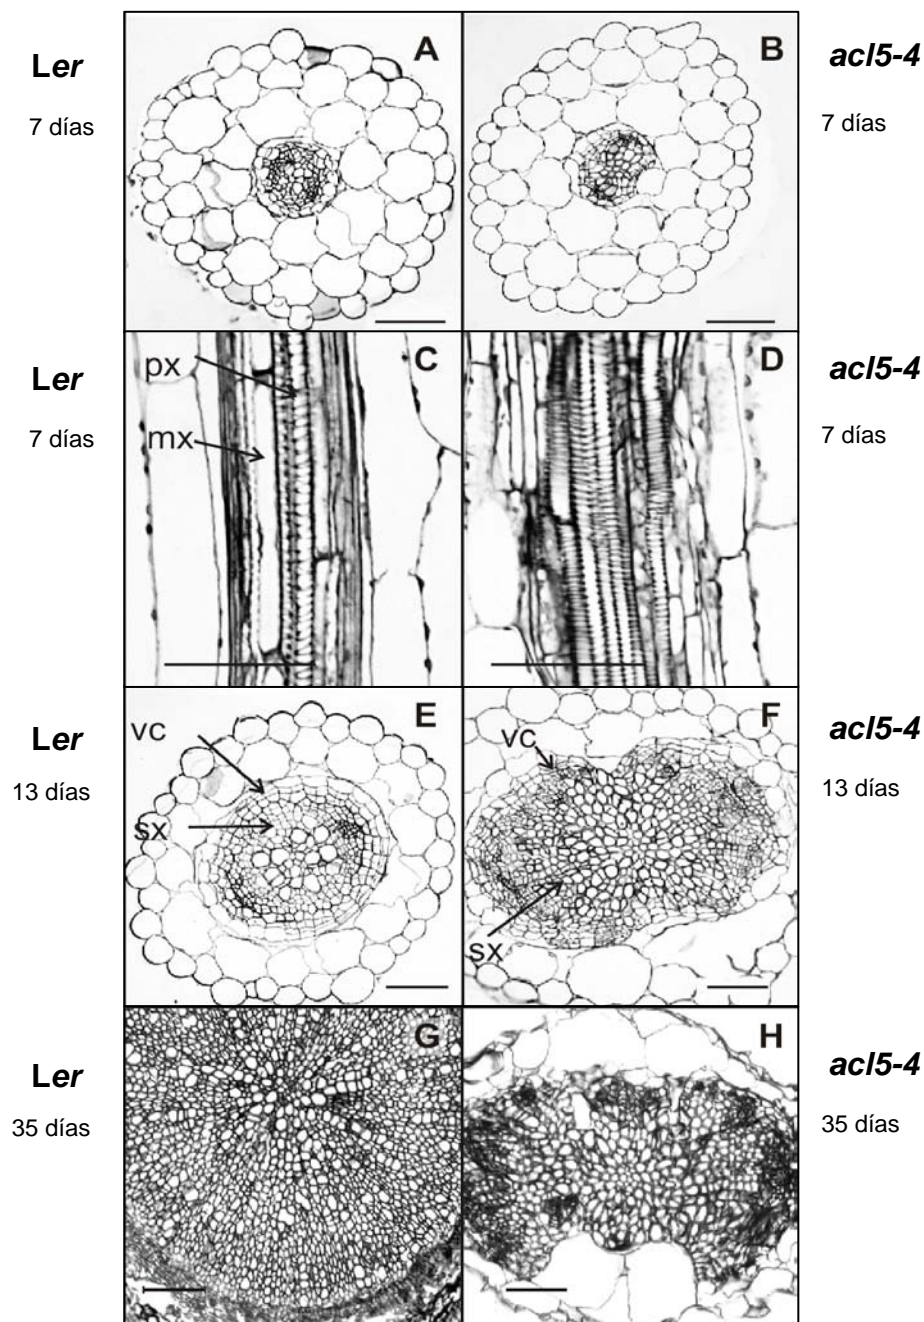 A
B
Ler
acl5-4
7 días
7 días
C
D
px
Ler
acl5-4
mx
7 días
7 días
E
F
vc
vc
Ler
acl5-4
13 días
13 días
sx
sx
G
H
Ler
acl5-4
35 días
35 días